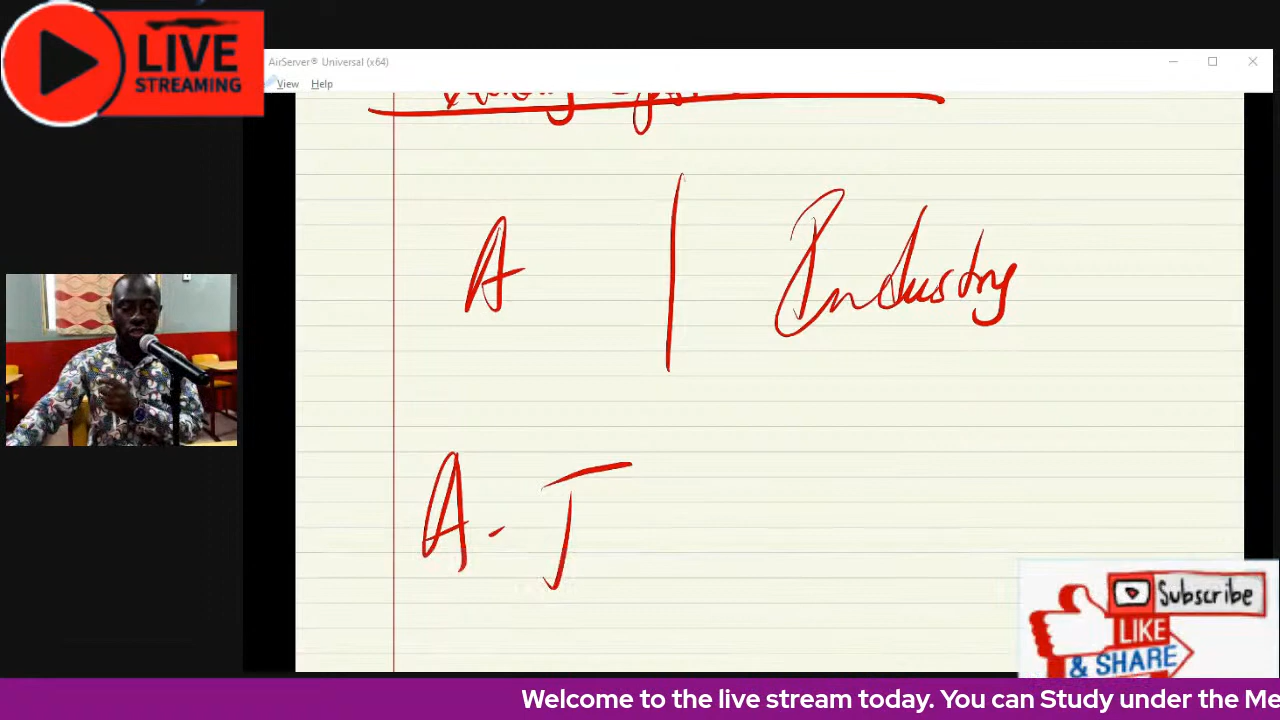 LIVE
STREAMING
AirServer® Universal (x64)
View Help
A | Industry
A - J
Subscribe
LIKE
& SHARE
Welcome to the live stream today. You can Study under the Me